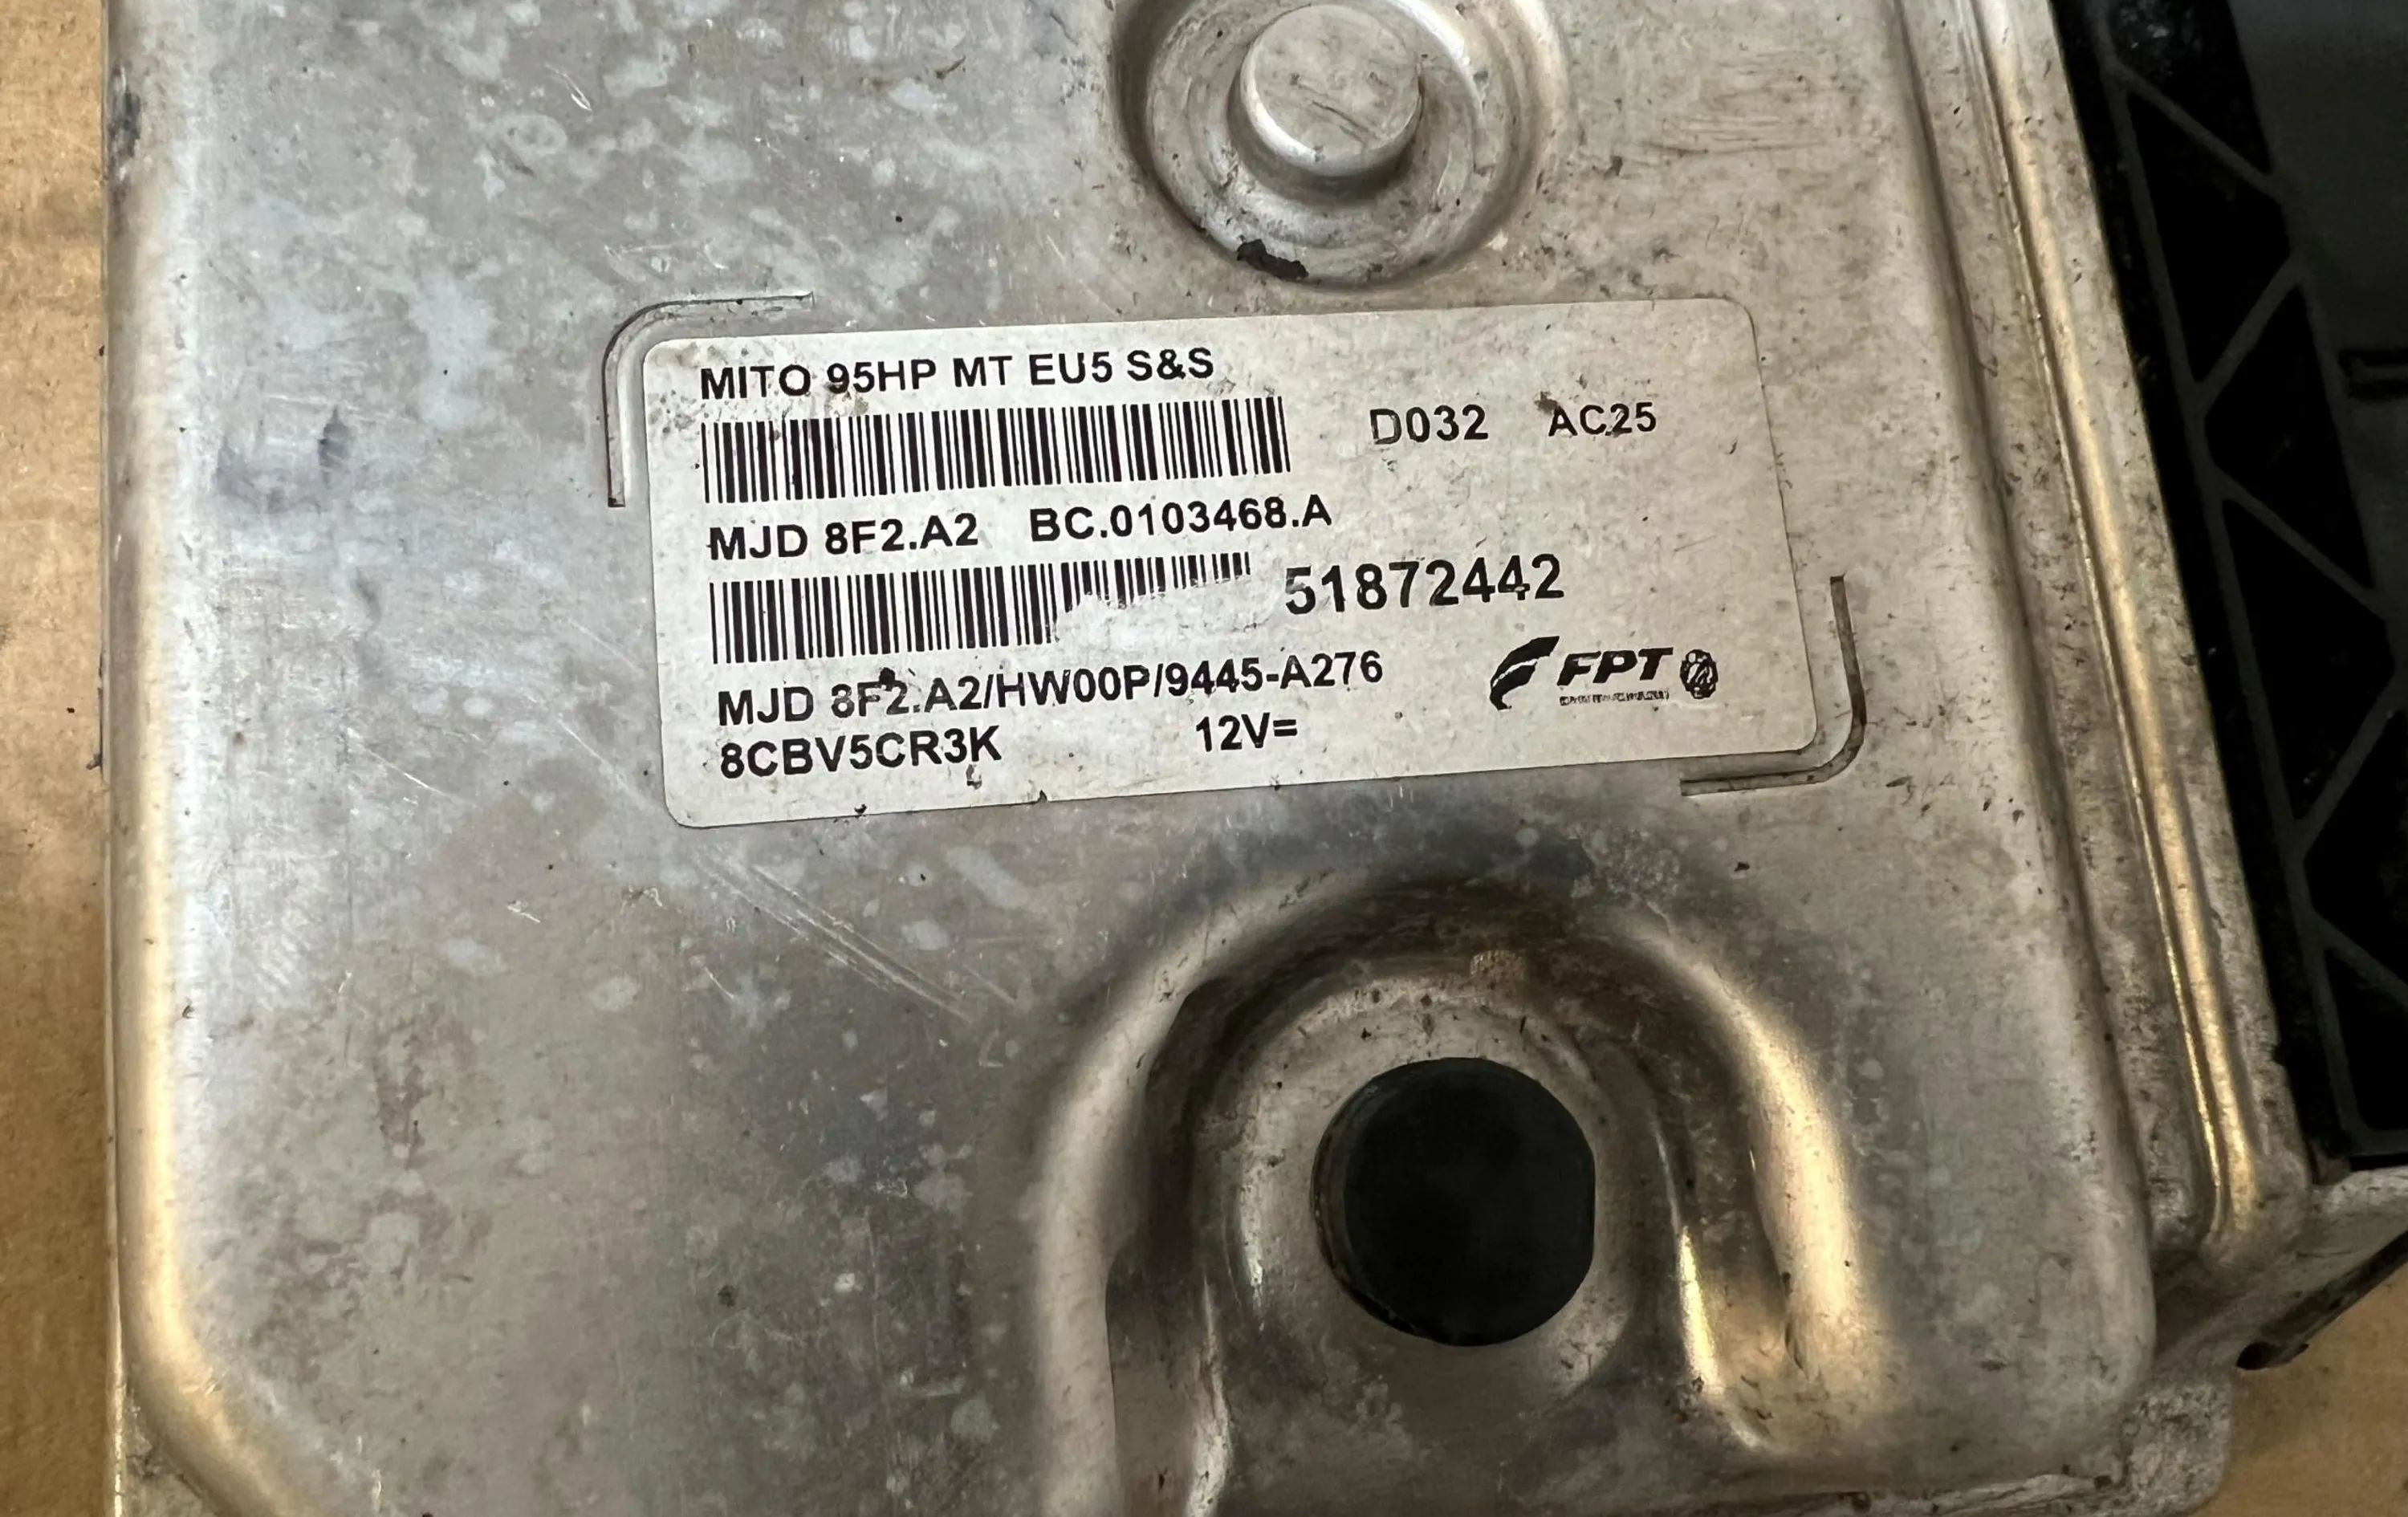 MITO 95HP MT EU5 S&S
D032 AC25
MJD 8F2.A2 BC.0103468.A
51872442
MJD 8F2.A2/HW00P/9445-A276
FPT
8CBV5CR3K 12V=